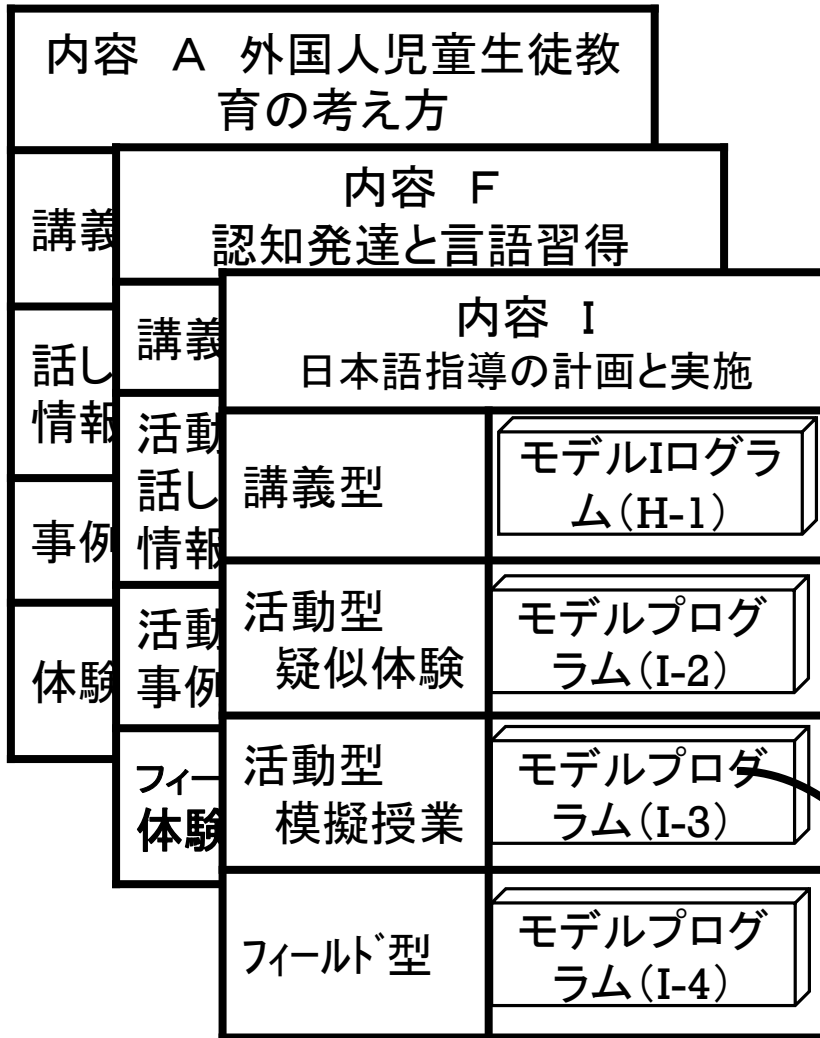 内容 A 外国人児童生徒教
育の考え方
講義
話し
情報
事例
体験
内容 F
認知発達と言語習得
講義
活動
話し
情報
活動
事例
フィー
体験
内容 I
日本語指導の計画と実施
講義型
モデルIログラ
ム(H-1)
活動型
疑似体験
モデルプログ
ラム(I-2)
活動型
模擬授業
モデルプログ
ラム(I-3)
フィールド型
モデルプログ
ラム(I-4)